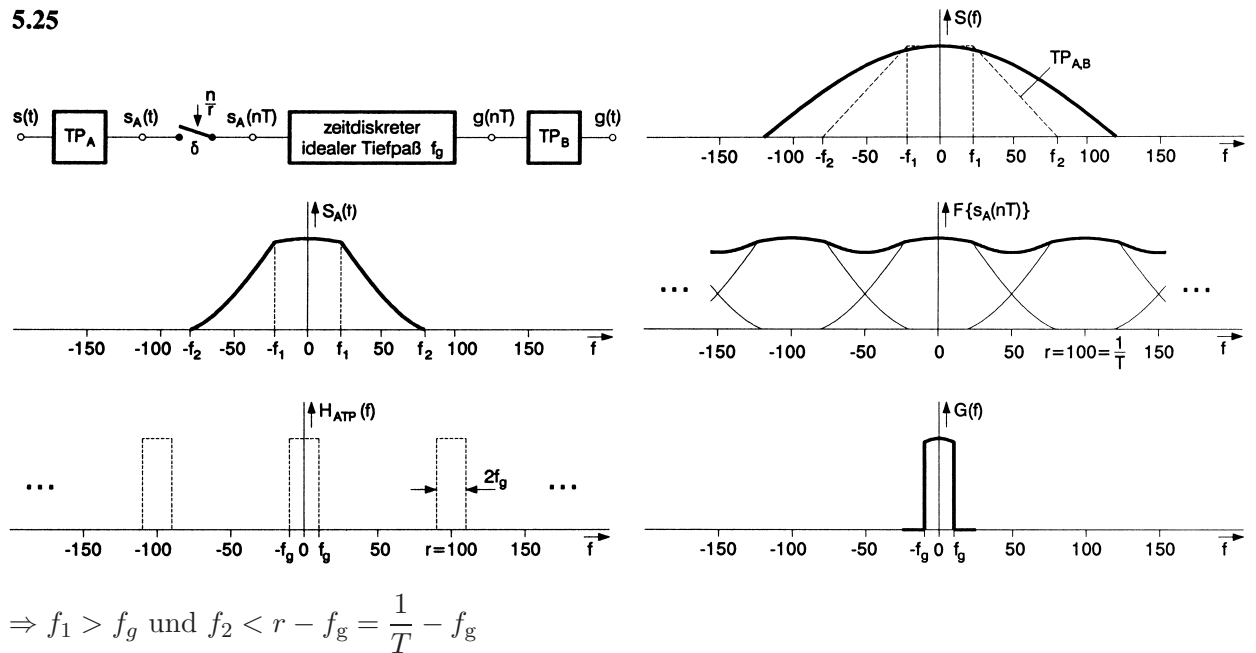 5.25
s(t) TP_A s_A(t) n/r δ s_A(nT) zeitdiskreter idealer Tiefpaß f_g g(nT) TP_B g(t)
S(f)
TP_A,B
-150 -100 -f_2 -50 -f_1 0 f_1 50 f_2 100 150 f
S_A(t)
-150 -100 -f_2 -50 -f_1 0 f_1 50 f_2 100 150 f
F{s_A(nT)}
... ...
-150 -100 -50 0 50 r=100=1/T 150 f
H_ATP(f)
2f_g
... ...
-150 -100 -50 -f_g 0 f_g 50 r=100 150 f
G(f)
-150 -100 -50 -f_g 0 f_g 50 100 150 f
⇒ f_1 > f_g und f_2 < r − f_g = 1/T − f_g